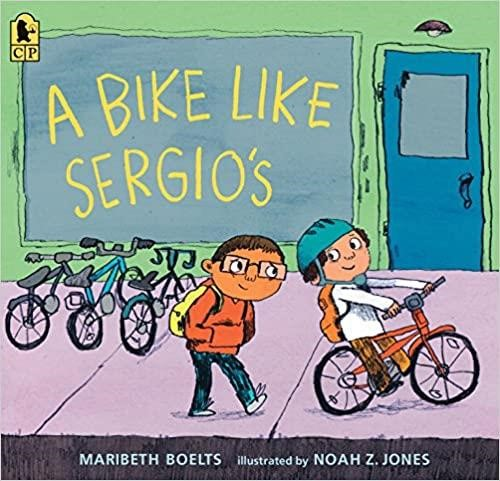 CP
A BIKE LIKE
SERGIO'S
MARIBETH BOELTS illustrated by NOAH Z. JONES